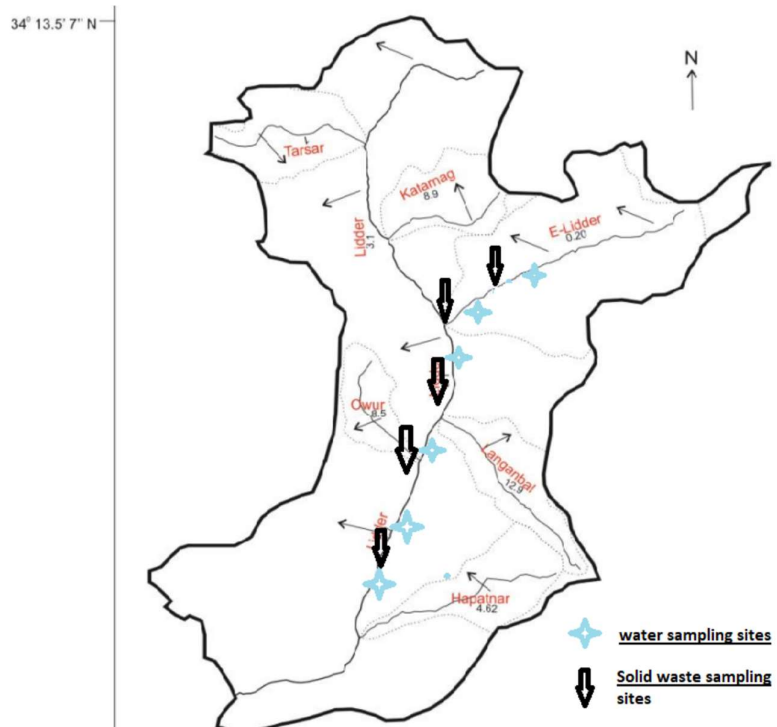 34° 13.5' 7'' N
N
Tarsar
Katamag
8.9
Lidder
3.1
E-Lidder
0.20
Owur
8.5
Langanbal
12.9
Hapatnar
4.62
water sampling sites
Solid waste sampling
sites